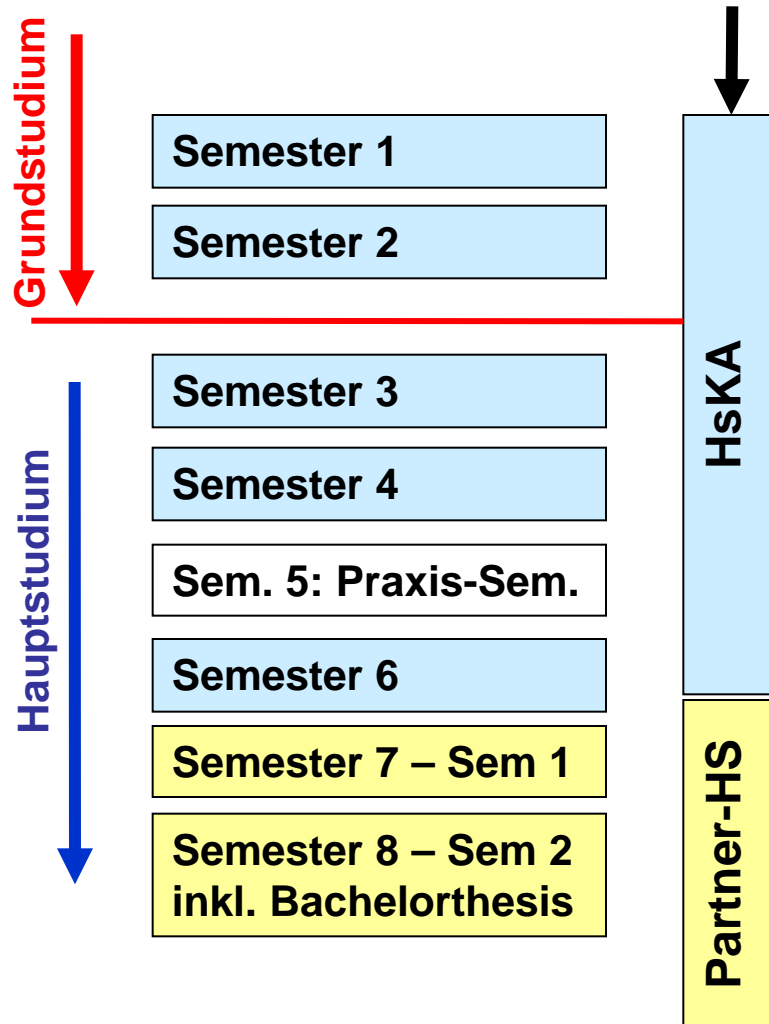 Grundstudium
Semester 1
Semester 2
HsKA
Hauptstudium
Semester 3
Semester 4
Sem. 5: Praxis-Sem.
Semester 6
Semester 7 – Sem 1
Semester 8 – Sem 2
inkl. Bachelorthesis
Partner-HS